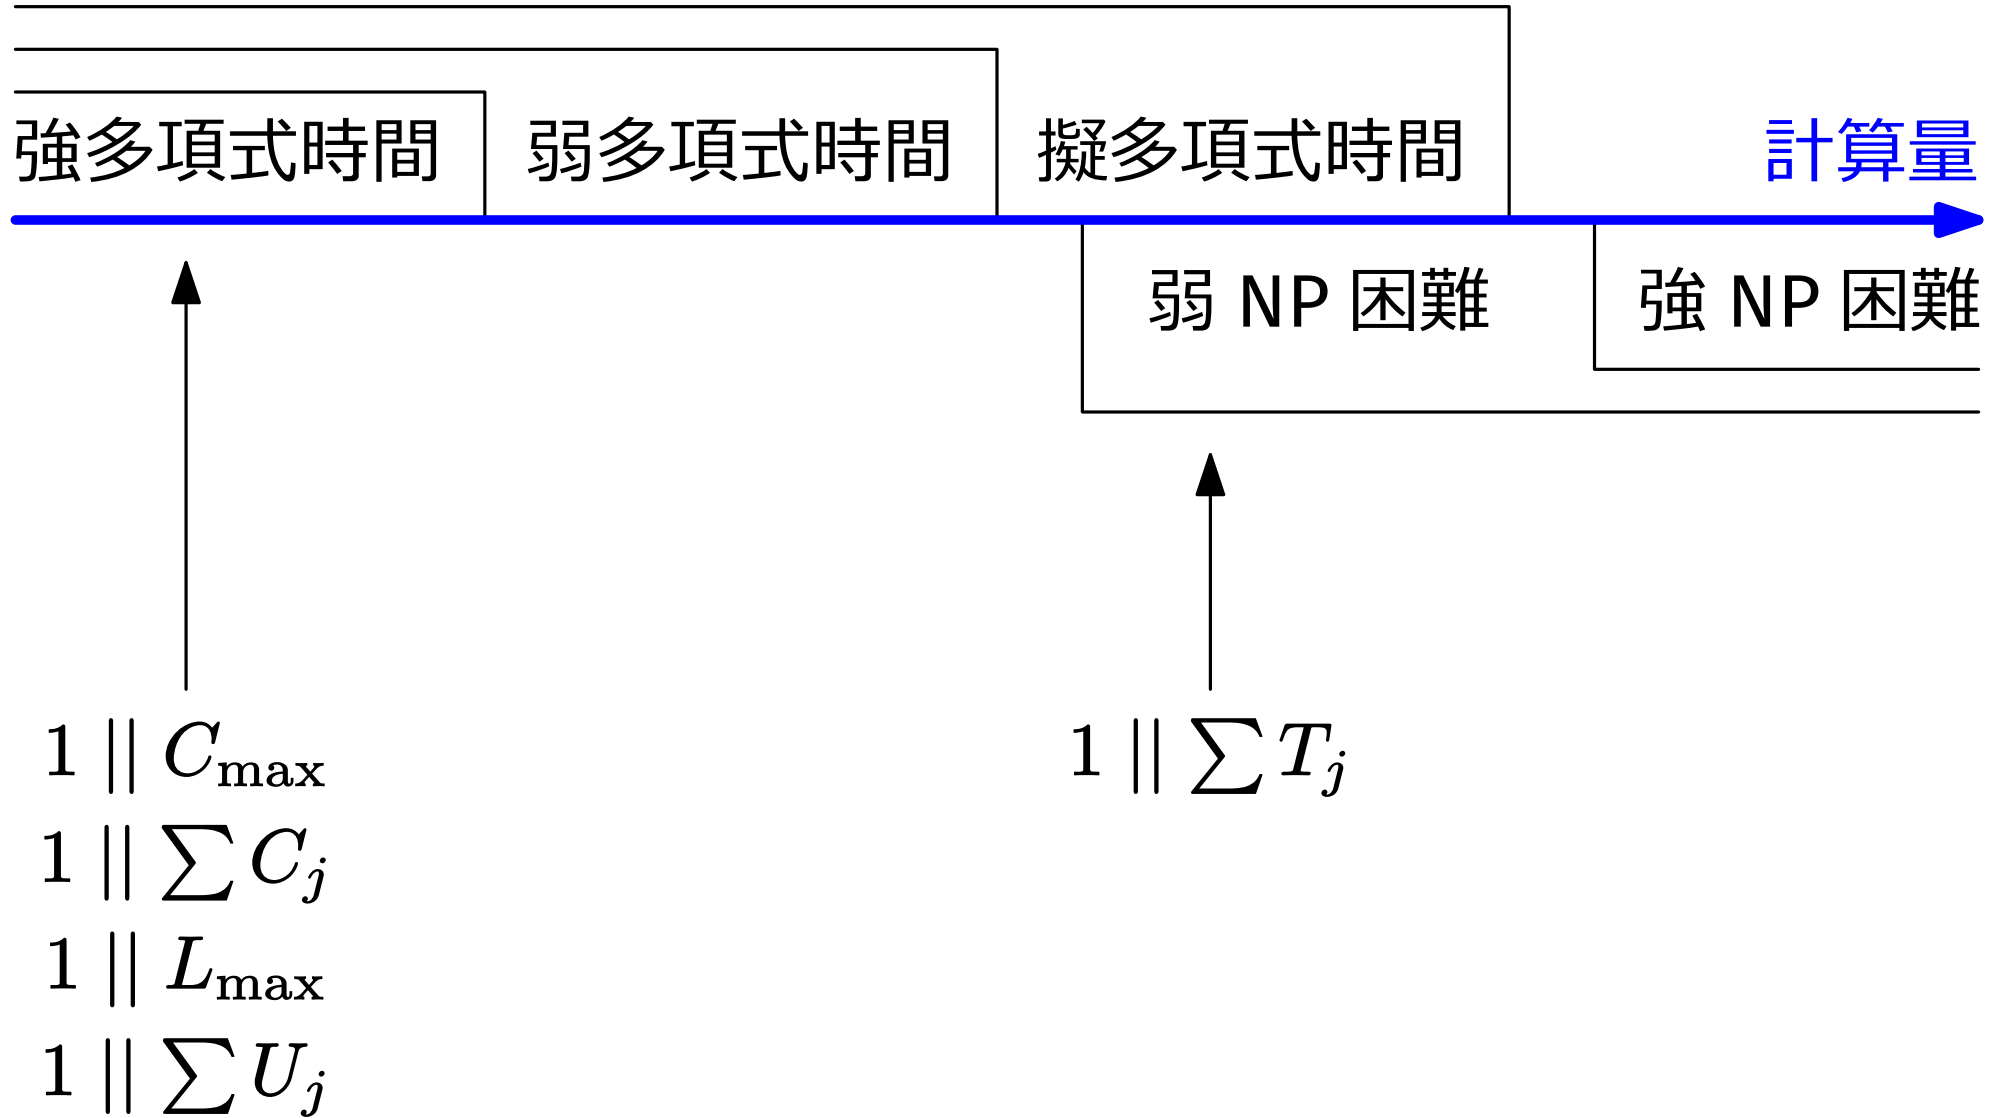 強多項式時間 弱多項式時間 擬多項式時間 計算量
弱 NP 困難 強 NP 困難
1 || C_max 1 || ∑ T_j
1 || ∑ C_j
1 || L_max
1 || ∑ U_j